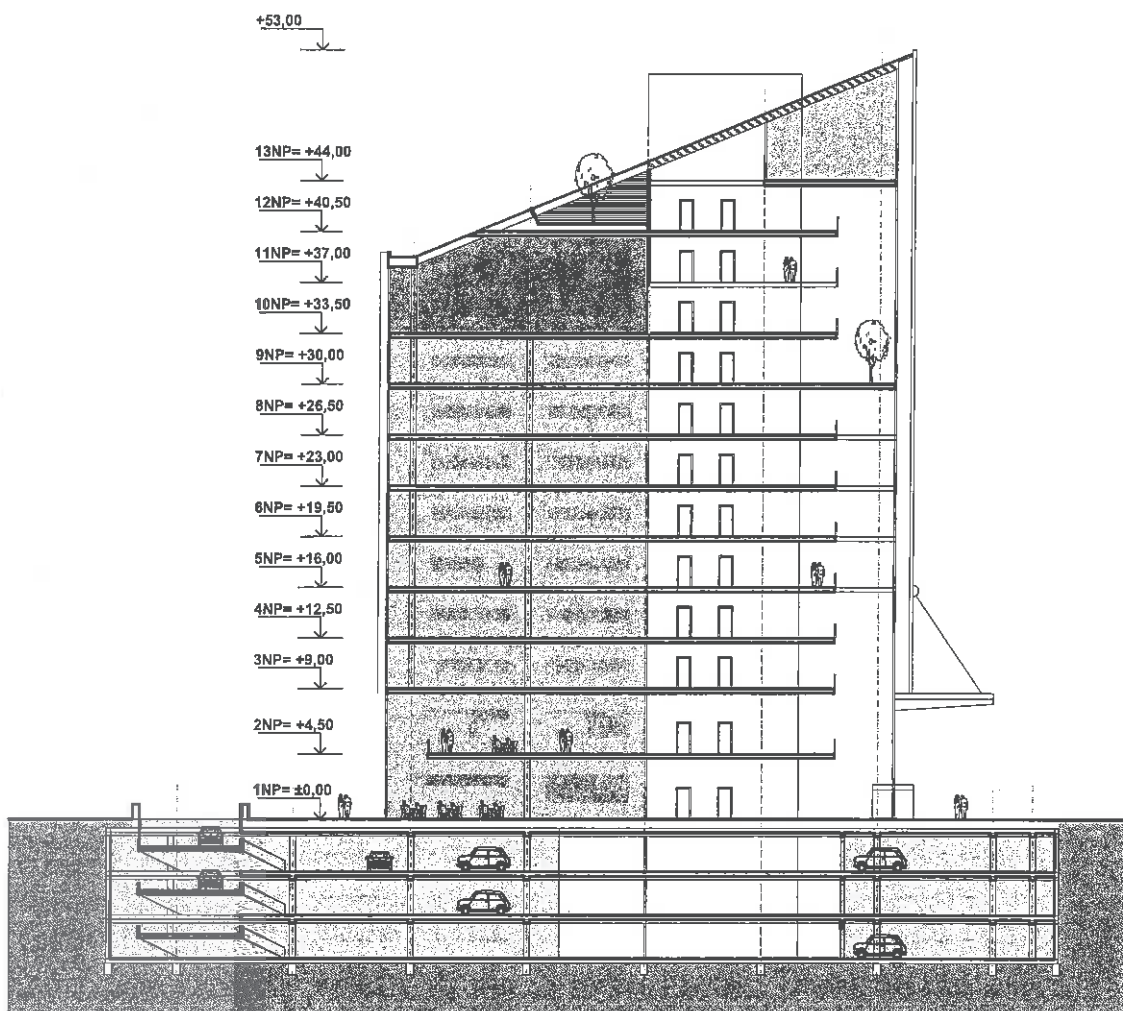 +53,00
13NP= +44,00
12NP= +40,50
11NP= +37,00
10NP= +33,50
9NP= +30,00
8NP= +26,50
7NP= +23,00
6NP= +19,50
5NP= +16,00
4NP= +12,50
3NP= +9,00
2NP= +4,50
1NP= ±0,00